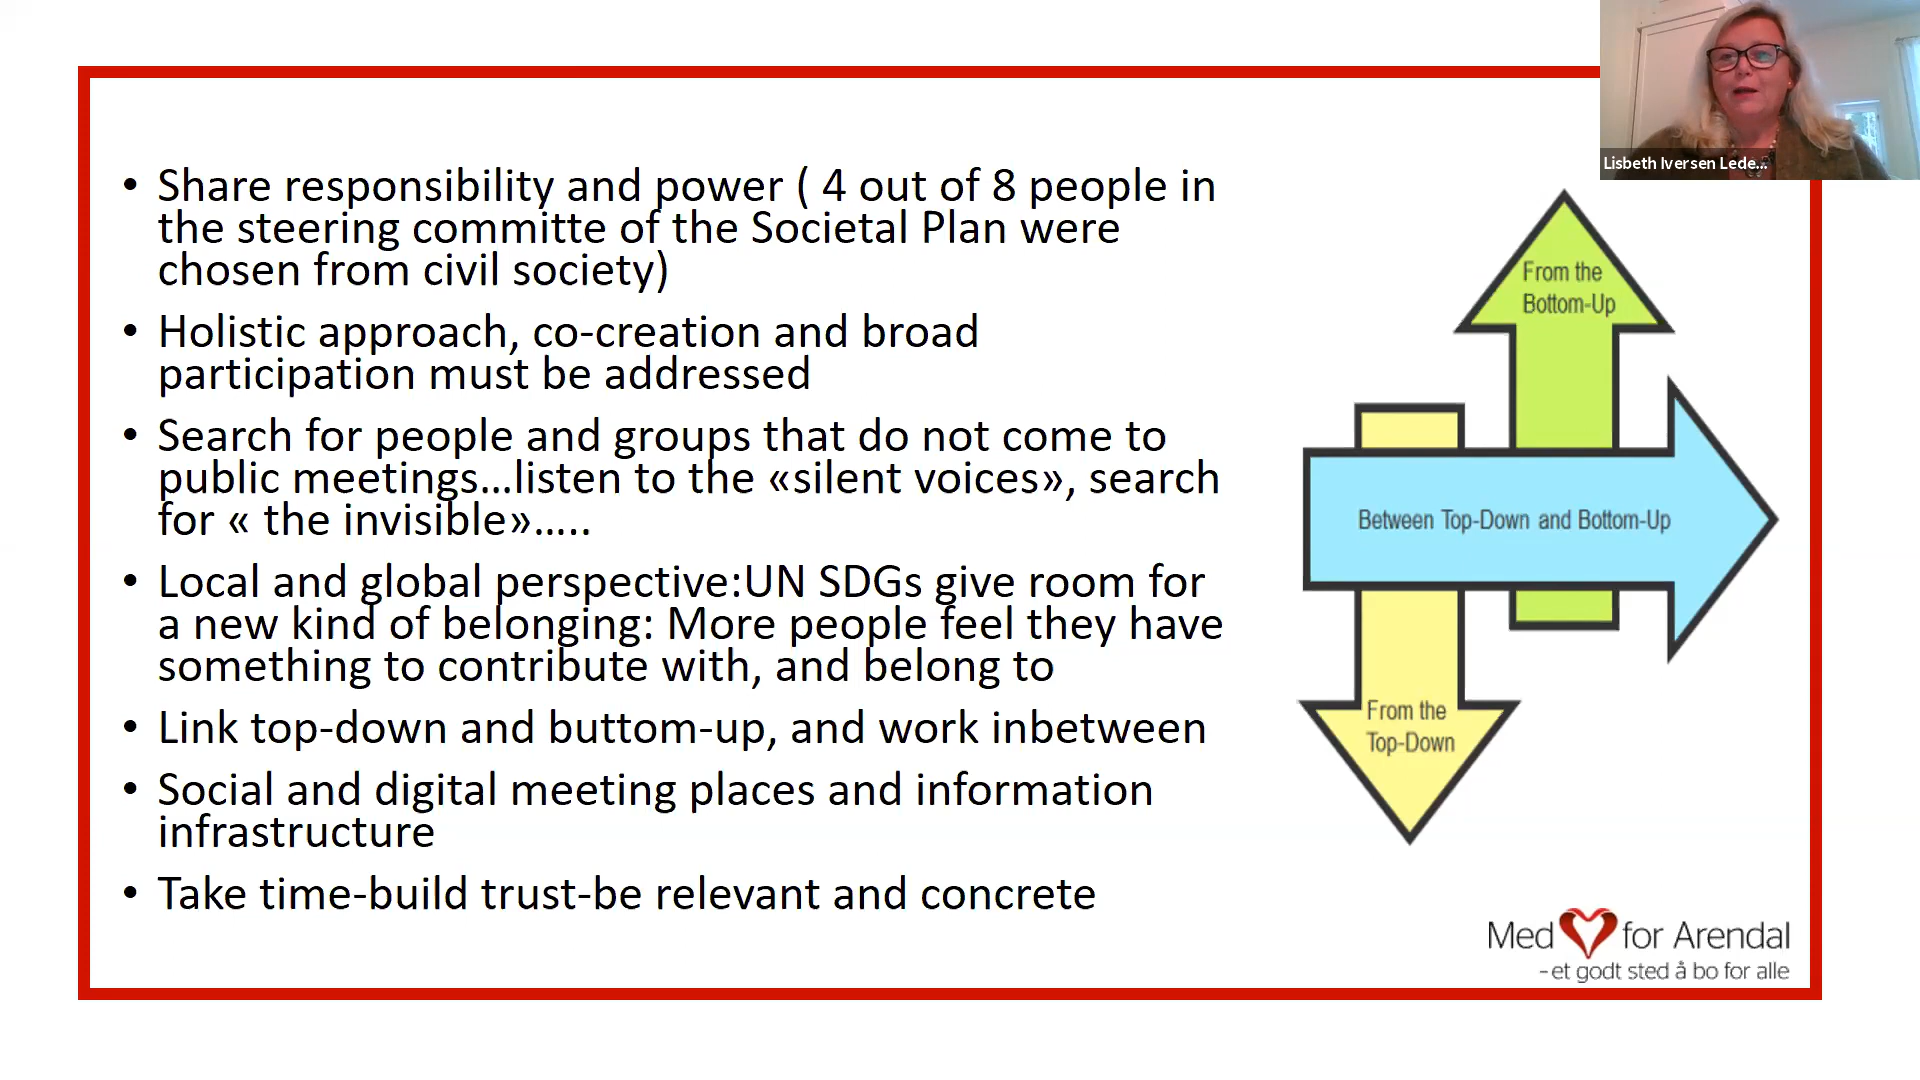 • Share responsibility and power ( 4 out of 8 people in
the steering committe of the Societal Plan were
chosen from civil society)
• Holistic approach, co-creation and broad
participation must be addressed
• Search for people and groups that do not come to
public meetings…listen to the «silent voices», search
for « the invisible»…..
• Local and global perspective:UN SDGs give room for
a new kind of belonging: More people feel they have
something to contribute with, and belong to
• Link top-down and buttom-up, and work inbetween
• Social and digital meeting places and information
infrastructure
• Take time-build trust-be relevant and concrete
Lisbeth Iversen Lede...
From the
Bottom-Up
Between Top-Down and Bottom-Up
From the
Top-Down
Med for Arendal
-et godt sted å bo for alle